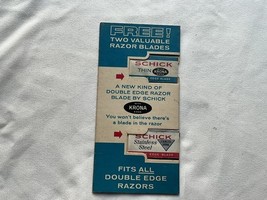 FREE!
TWO VALUABLE
RAZOR BLADES
SCHICK
THIN
KRONA
A NEW KIND OF
DOUBLE EDGE RAZOR
BLADE BY SCHICK
KRONA
You won't believe there's
a blade in the razor
SCHICK
Stainless
Steel
FITS ALL
DOUBLE EDGE
RAZORS